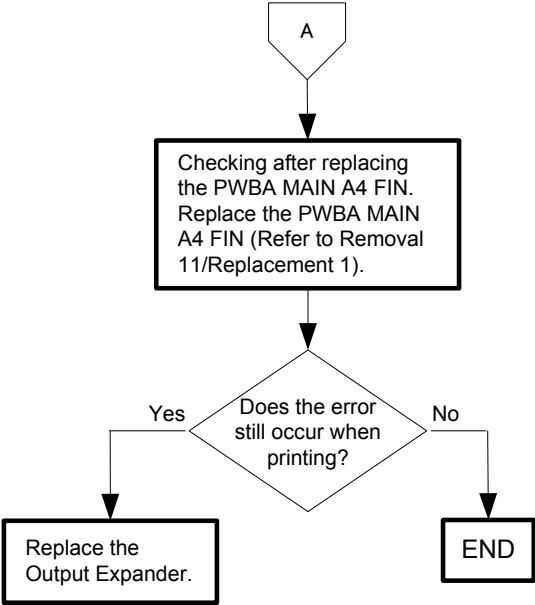 A
Checking after replacing
the PWBA MAIN A4 FIN.
Replace the PWBA MAIN
A4 FIN (Refer to Removal
11/Replacement 1).
Does the error
still occur when
printing?
Yes
No
Replace the
Output Expander.
END